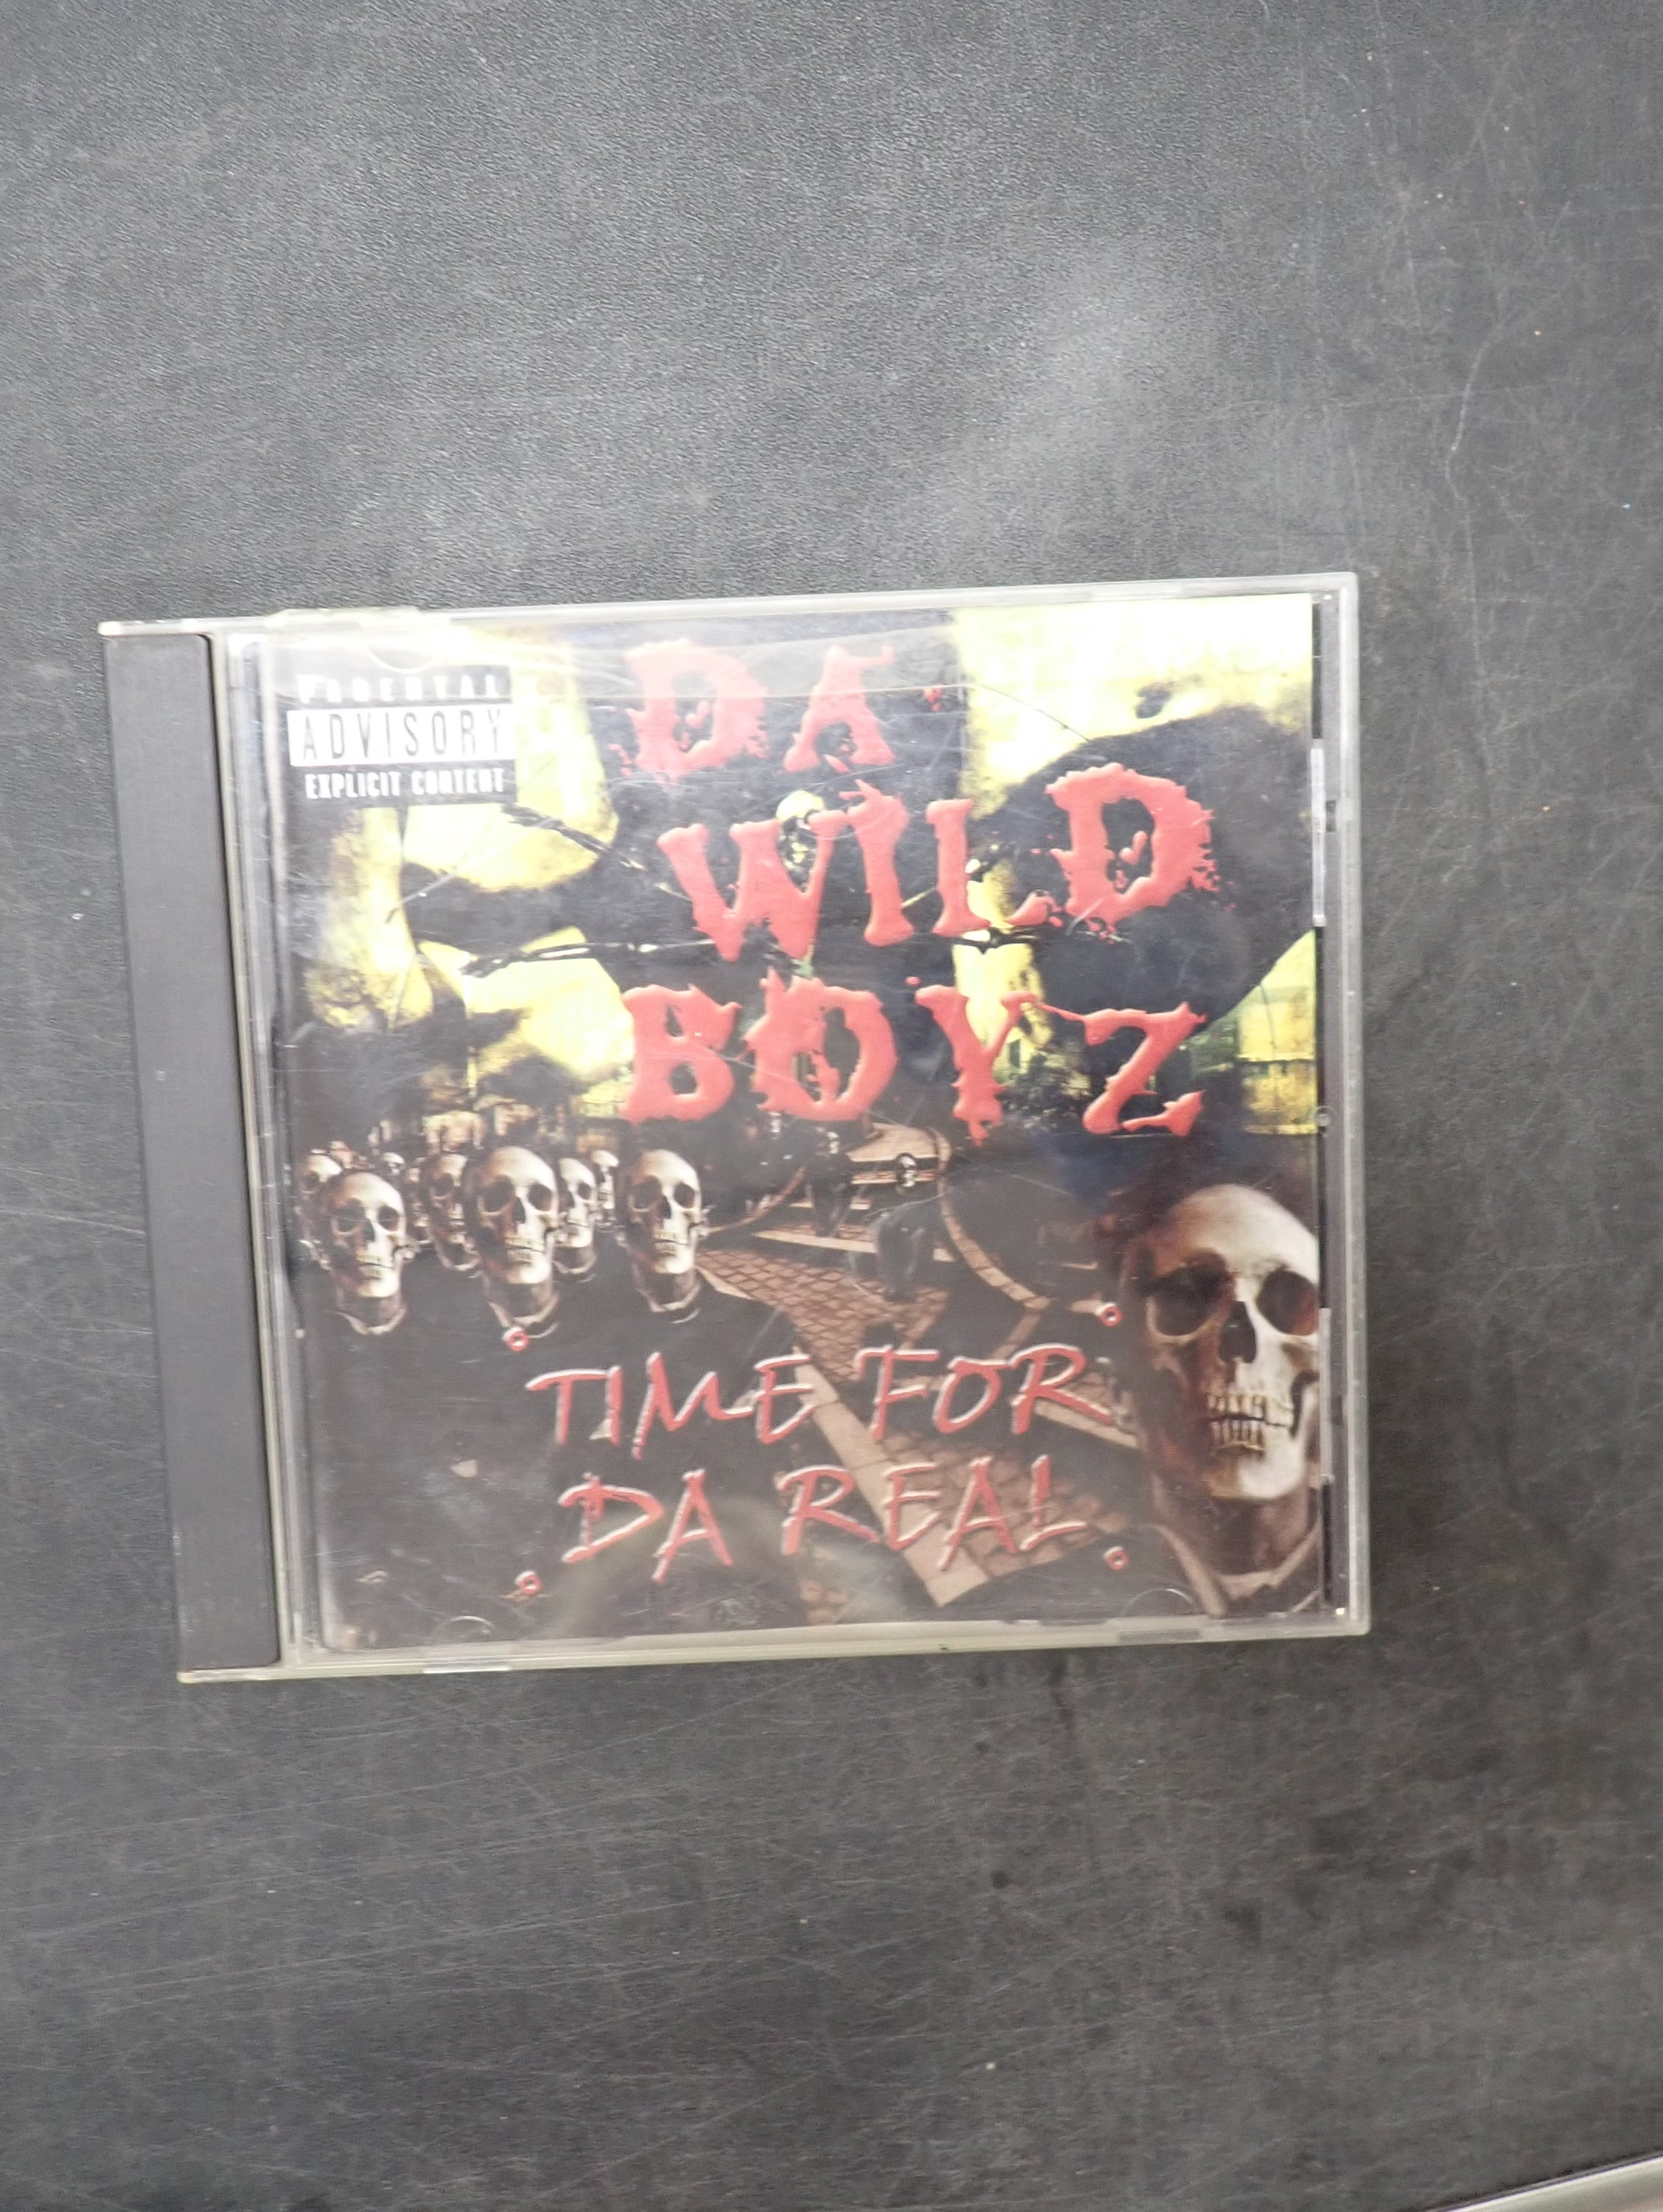 PARENTAL
ADVISORY
EXPLICIT CONTENT
DA
WILD
BOYZ
TIME FOR
DA REAL